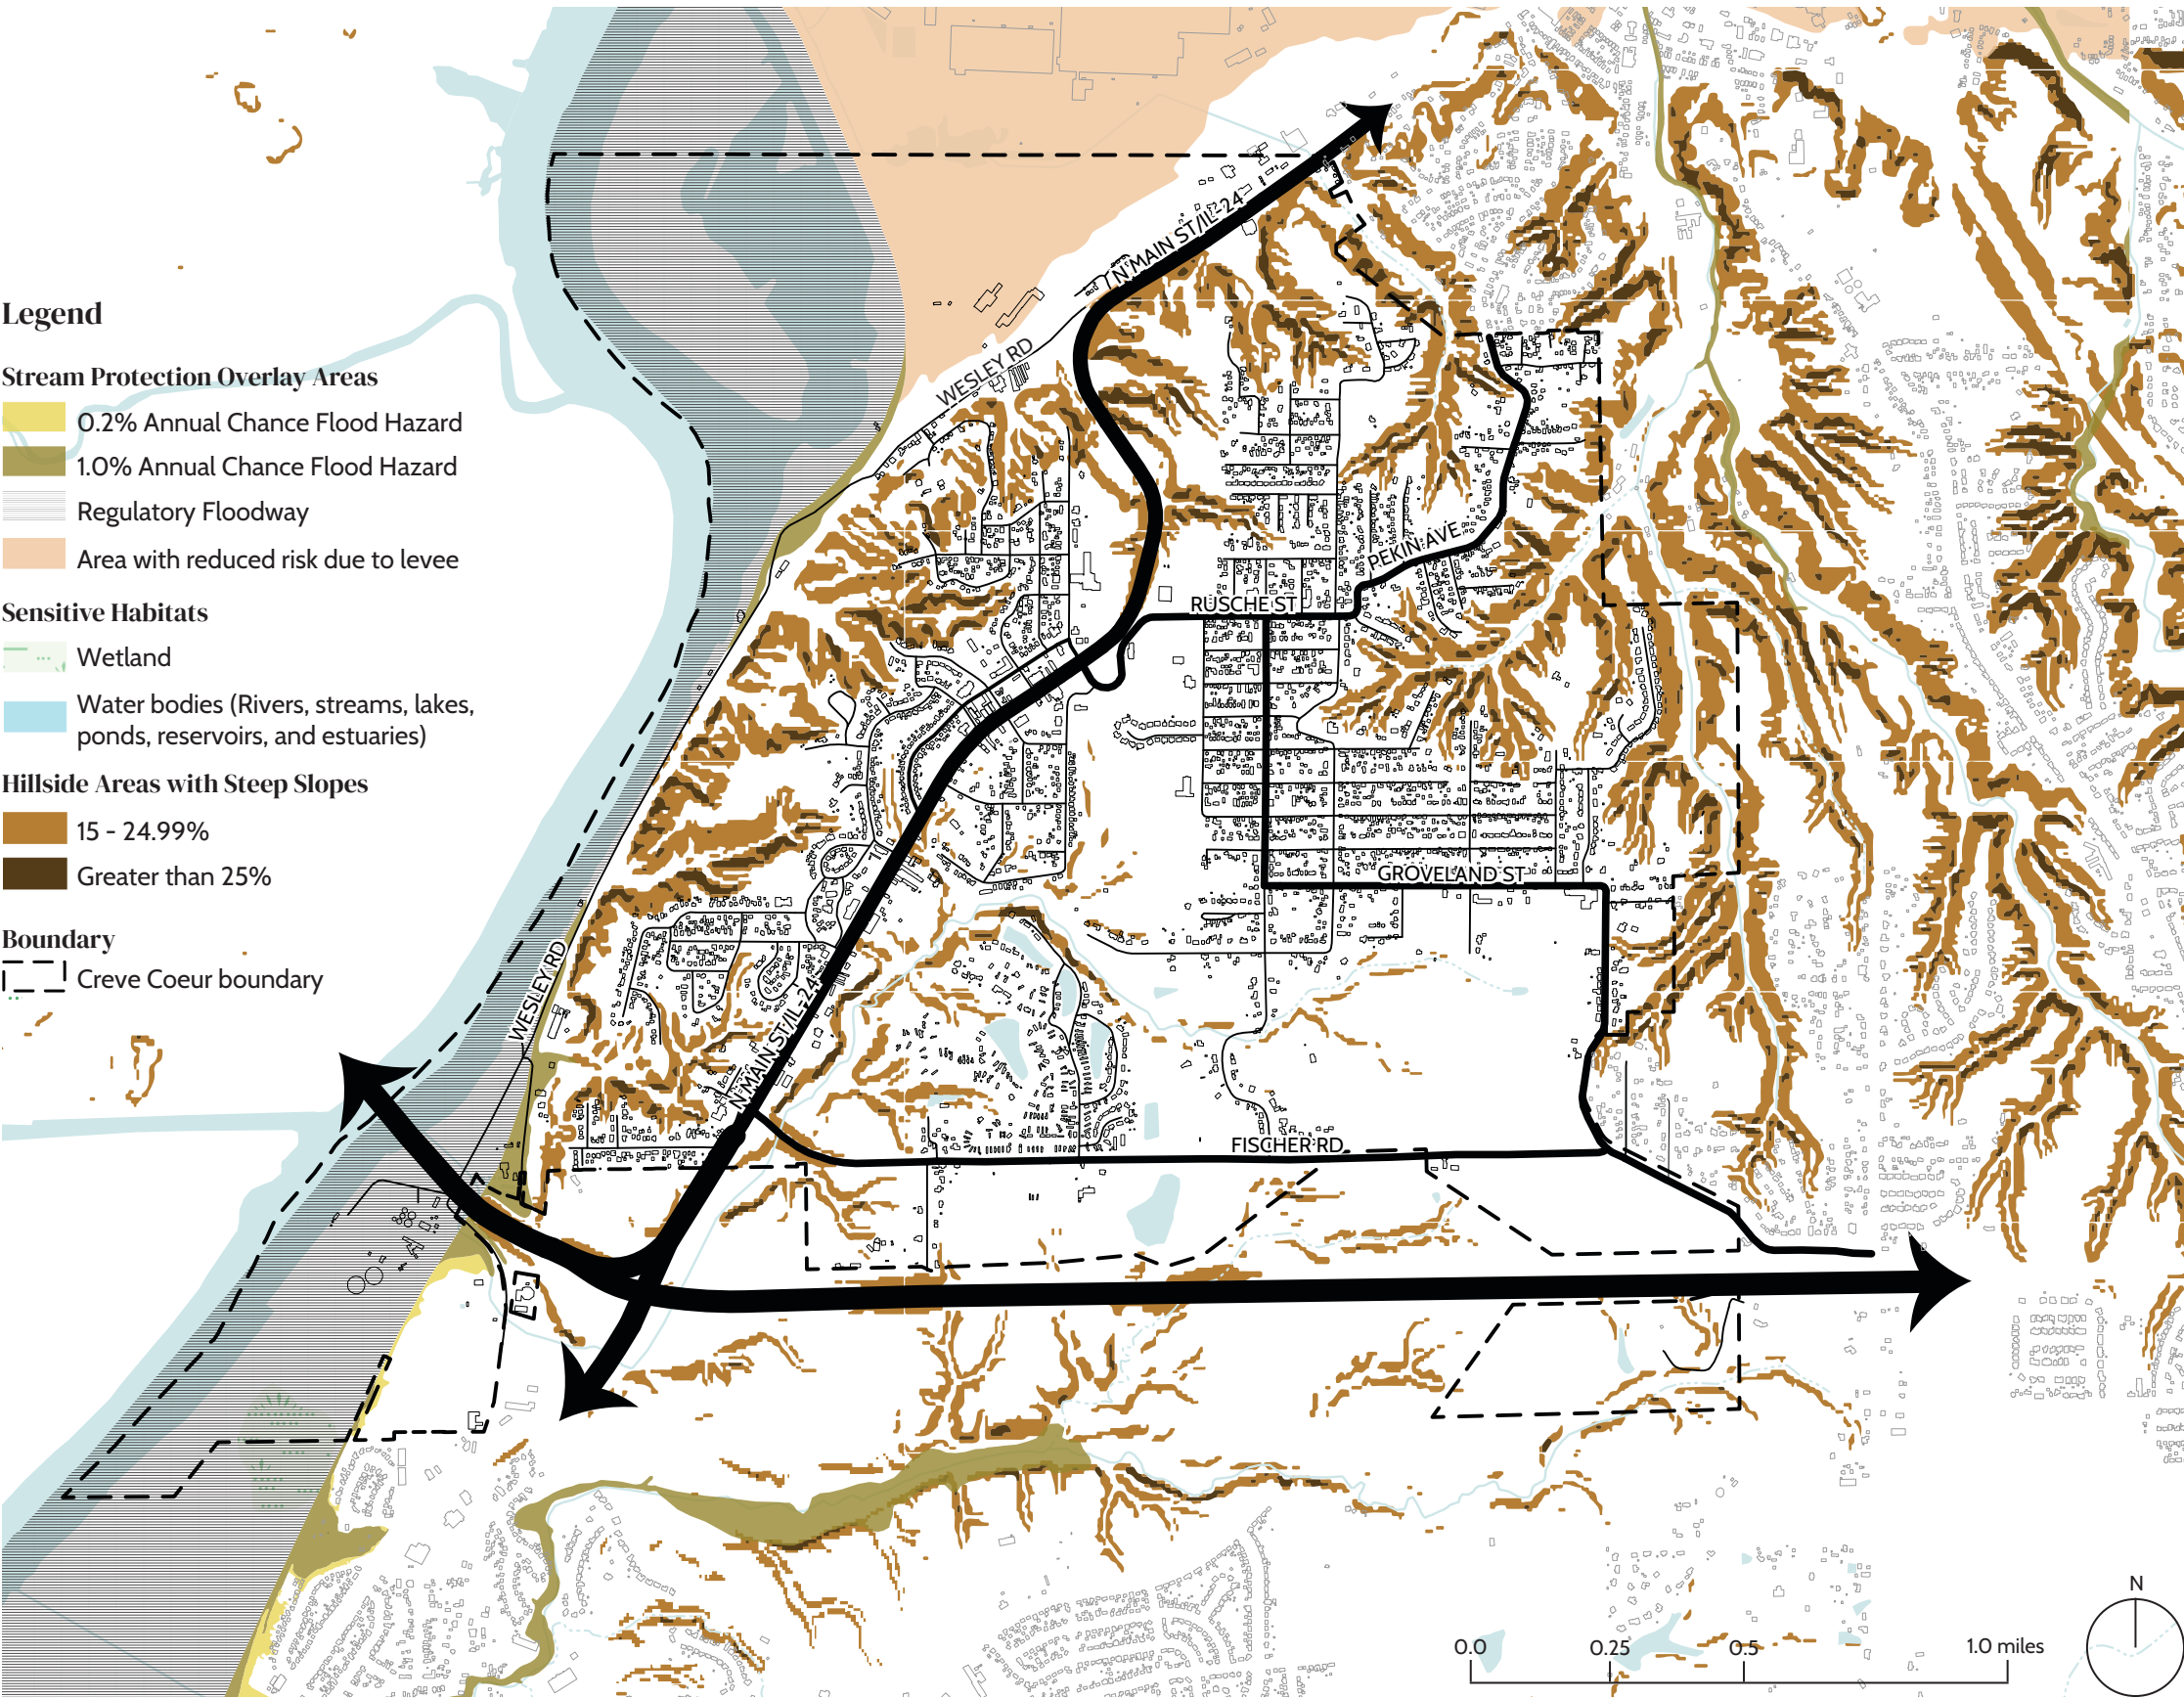 Legend
Stream Protection Overlay Areas
0.2% Annual Chance Flood Hazard
1.0% Annual Chance Flood Hazard
Regulatory Floodway
Area with reduced risk due to levee
Sensitive Habitats
Wetland
Water bodies (Rivers, streams, lakes,
ponds, reservoirs, and estuaries)
Hillside Areas with Steep Slopes
15 - 24.99%
Greater than 25%
Boundary
Creve Coeur boundary
N MAIN ST/IL-24
WESLEY RD
PEKIN AVE
RUSCHE ST
GROVELAND ST
WESLEY RD
N MAIN ST/IL-24
FISCHER RD
N
0.0 0.25 0.5 1.0 miles